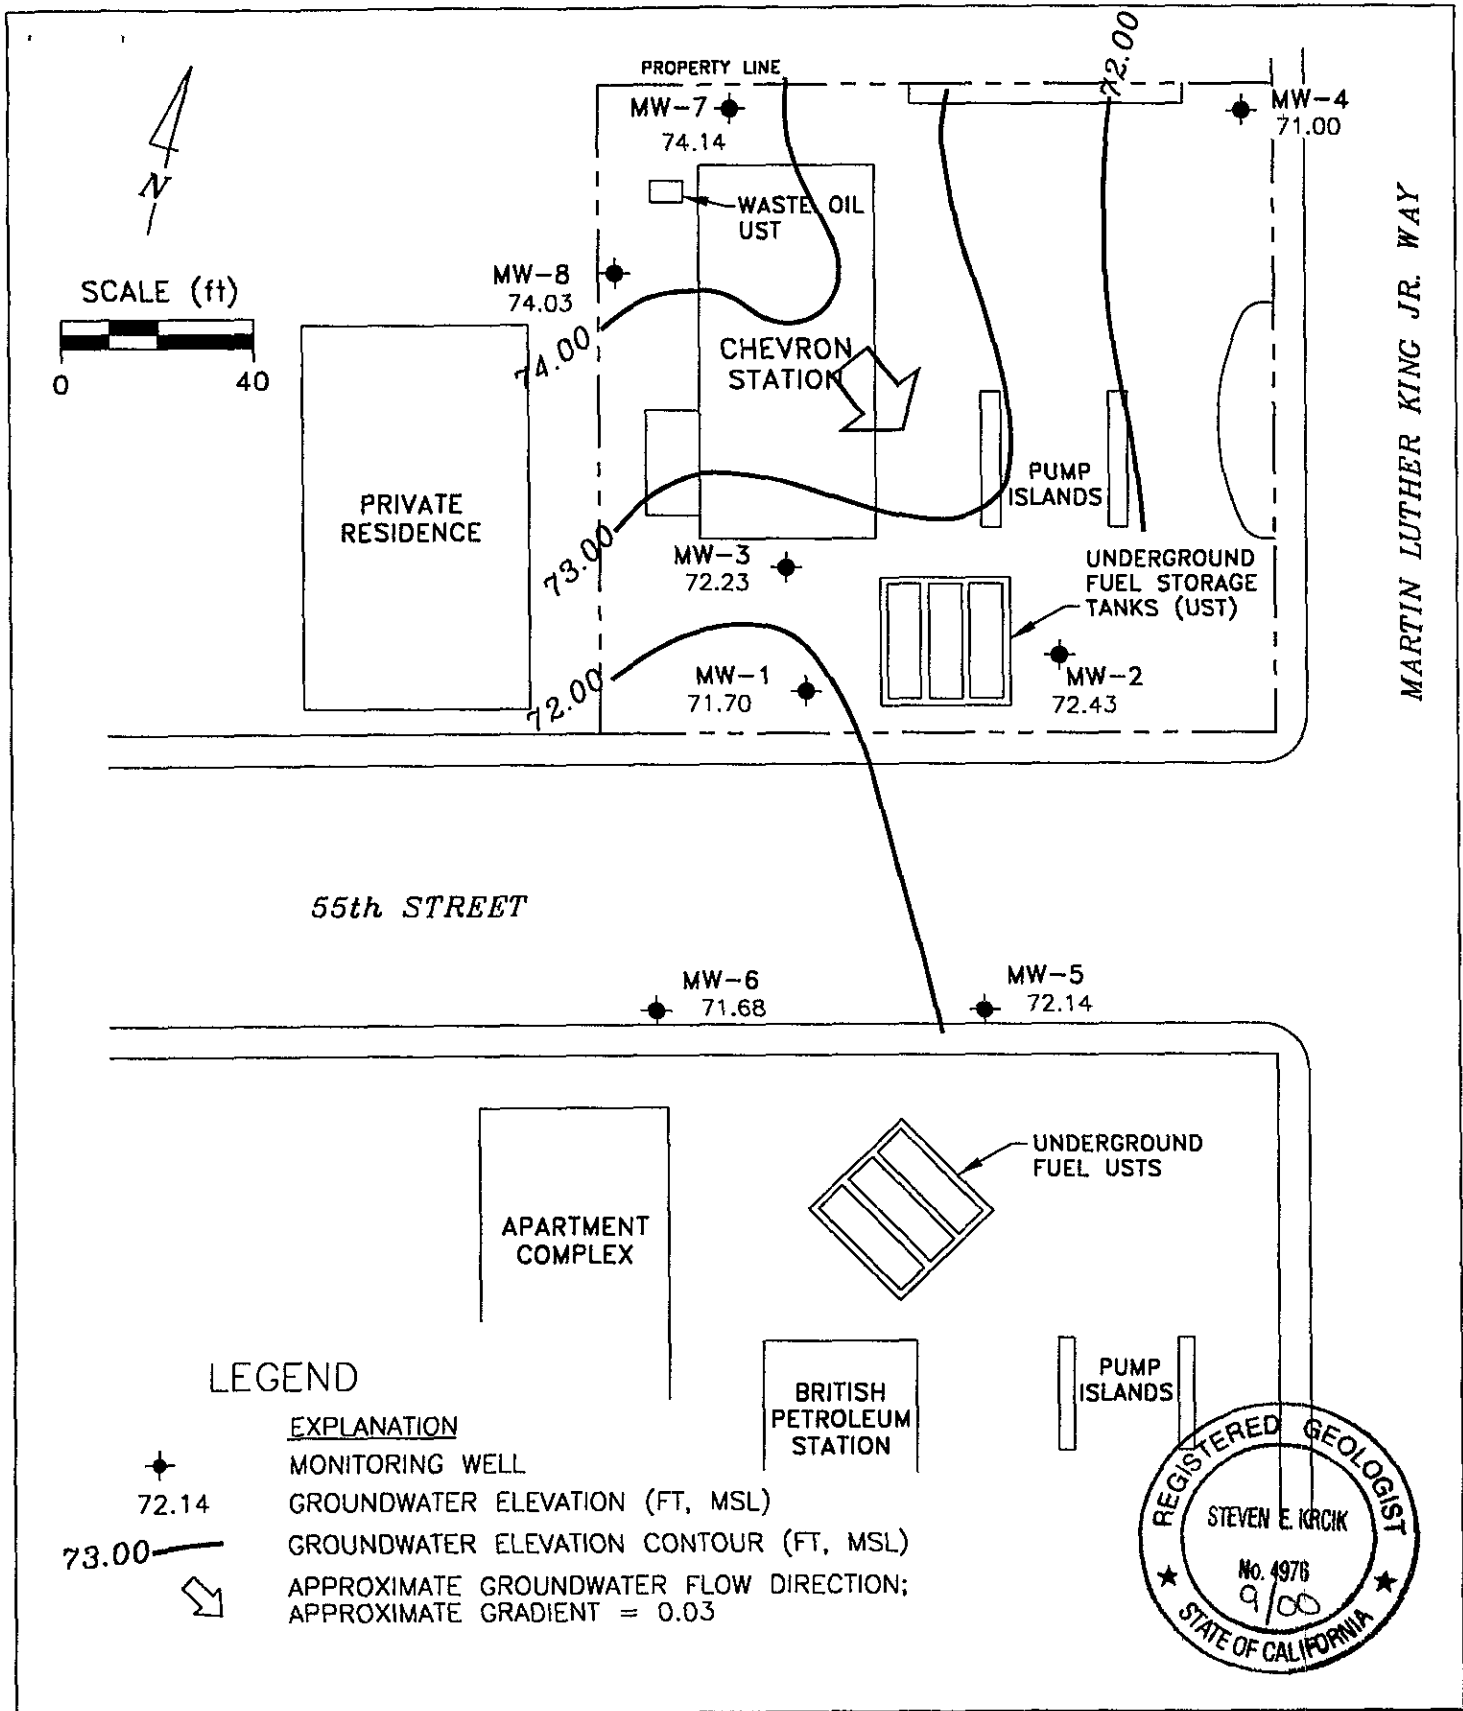 72.00
PROPERTY LINE
MW-7
74.14
MW-4
71.00
N
WASTE OIL
UST
MARTIN LUTHER KING JR. WAY
SCALE (ft)
0 40
MW-8
74.03
74.00
CHEVRON
STATION
PUMP
ISLANDS
PRIVATE
RESIDENCE
73.00
MW-3
72.23
UNDERGROUND
FUEL STORAGE
TANKS (UST)
72.00
MW-1
71.70
MW-2
72.43
55th STREET
MW-6
71.68
MW-5
72.14
UNDERGROUND
FUEL USTS
APARTMENT
COMPLEX
BRITISH
PETROLEUM
STATION
PUMP
ISLANDS
LEGEND
EXPLANATION
MONITORING WELL
72.14 GROUNDWATER ELEVATION (FT, MSL)
73.00 GROUNDWATER ELEVATION CONTOUR (FT, MSL)
APPROXIMATE GROUNDWATER FLOW DIRECTION;
APPROXIMATE GRADIENT = 0.03
REGISTERED GEOLOGIST
STEVEN E. KRCIK
No. 4976
9/00
STATE OF CALIFORNIA